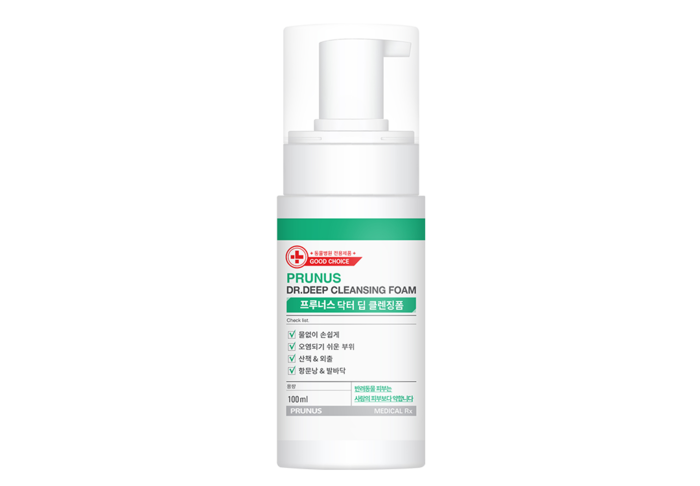 • 동물병원 전용제품 •
GOOD CHOICE
PRUNUS
DR.DEEP CLEANSING FOAM
프루너스 닥터 딥 클렌징폼
Check list.
물없이 손쉽게
오염되기 쉬운 부위
산책 & 외출
항문낭 & 발바닥
용량
100ml
반려동물 피부는
사람의 피부보다 약합니다
PRUNUS MEDICAL Rx